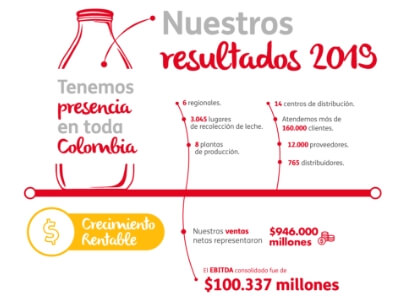 Nuestros
resultados 2019
Tenemos
presencia
en toda
Colombia
6 regionales.
3.045 lugares
de recolección de leche.
8 plantas
de producción.
14 centros de distribución.
Atendemos más de
160.000 clientes.
12.000 proveedores.
765 distribuidores.
$
Crecimiento
Rentable
Nuestras ventas
netas representaron
$946.000
millones
El EBITDA consolidado fue de
$100.337 millones